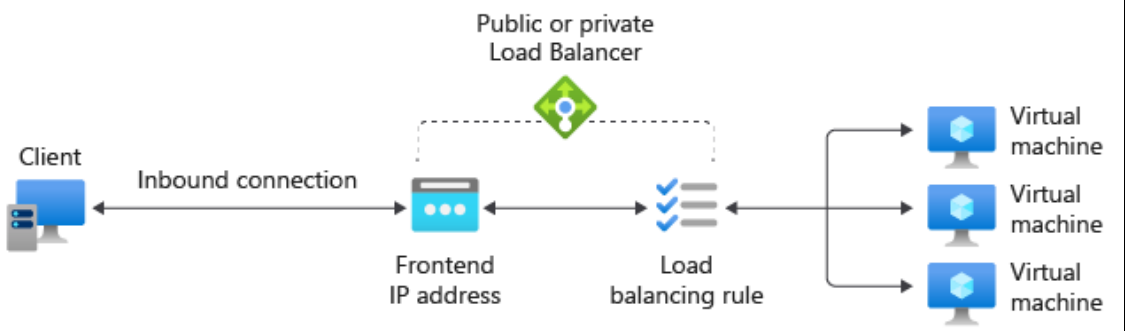 Public or private
Load Balancer
Client
Inbound connection
Frontend
IP address
Load
balancing rule
Virtual
machine
Virtual
machine
Virtual
machine